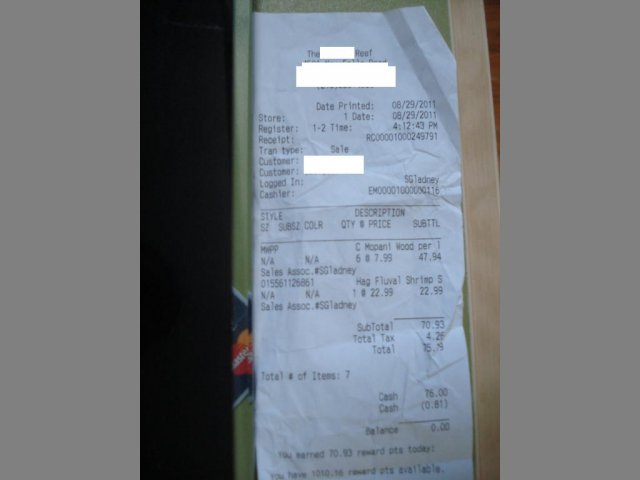 The Reef
Date Printed: 08/29/2011
Store: 1 Date: 08/29/2011
Register: 1-2 Time: 4:12:43 PM
Receipt: RC00001000249791
Tran type: Sale
Customer:
Customer:
Logged In: SGladney
Cashier: EM00001000000116
STYLE DESCRIPTION
SZ SUBSZ COLR QTY @ PRICE SUBTTL
MWPP C Mopani Wood per l
N/A N/A 6 @ 7.99 47.94
Sales Assoc.#SGladney
015561126861 Hag Fluval Shrimp S
N/A N/A 1 @ 22.99 22.99
Sales Assoc.#SGladney
SubTotal 70.93
Total Tax 4.26
Total 75.19
Total # of Items: 7
Cash 76.00
Cash (0.81)
Balance 0.00
You earned 70.93 reward pts today:
You have 1010.16 reward pts available.